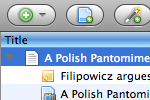 Title
A Polish Pantomime
Filipowicz argues
A Polish Pantomim